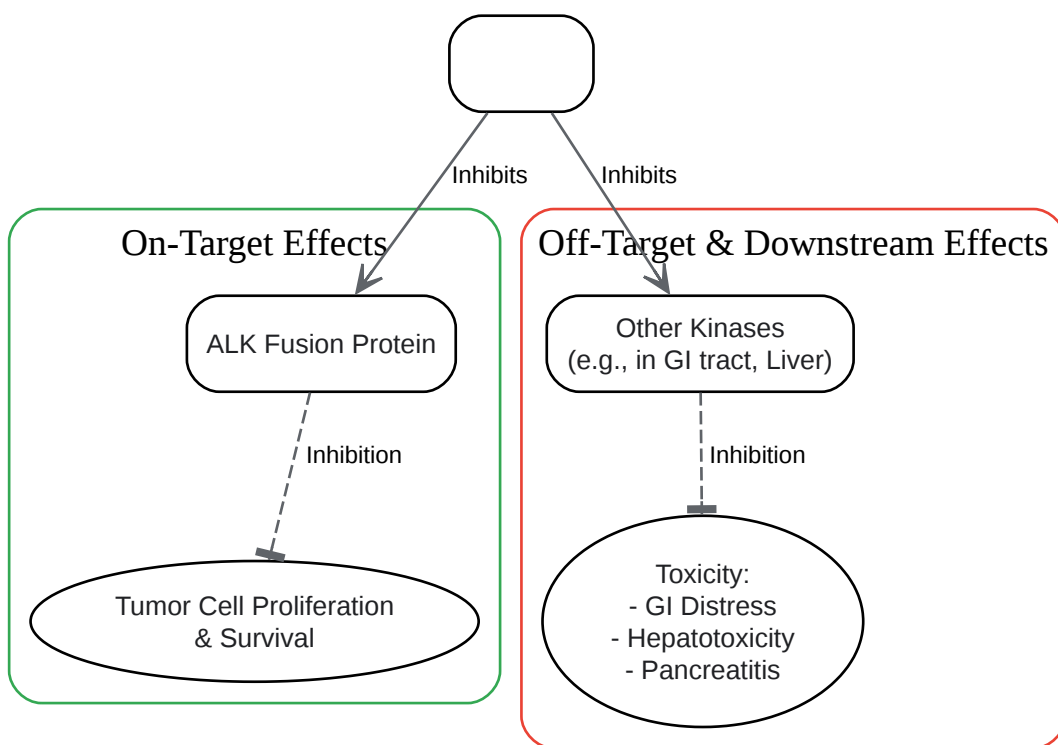 Inhibits
Inhibits
On-Target Effects
Off-Target & Downstream Effects
ALK Fusion Protein
Other Kinases
(e.g., in GI tract, Liver)
Inhibition
Inhibition
Tumor Cell Proliferation
& Survival
Toxicity:
- GI Distress
- Hepatotoxicity
- Pancreatitis